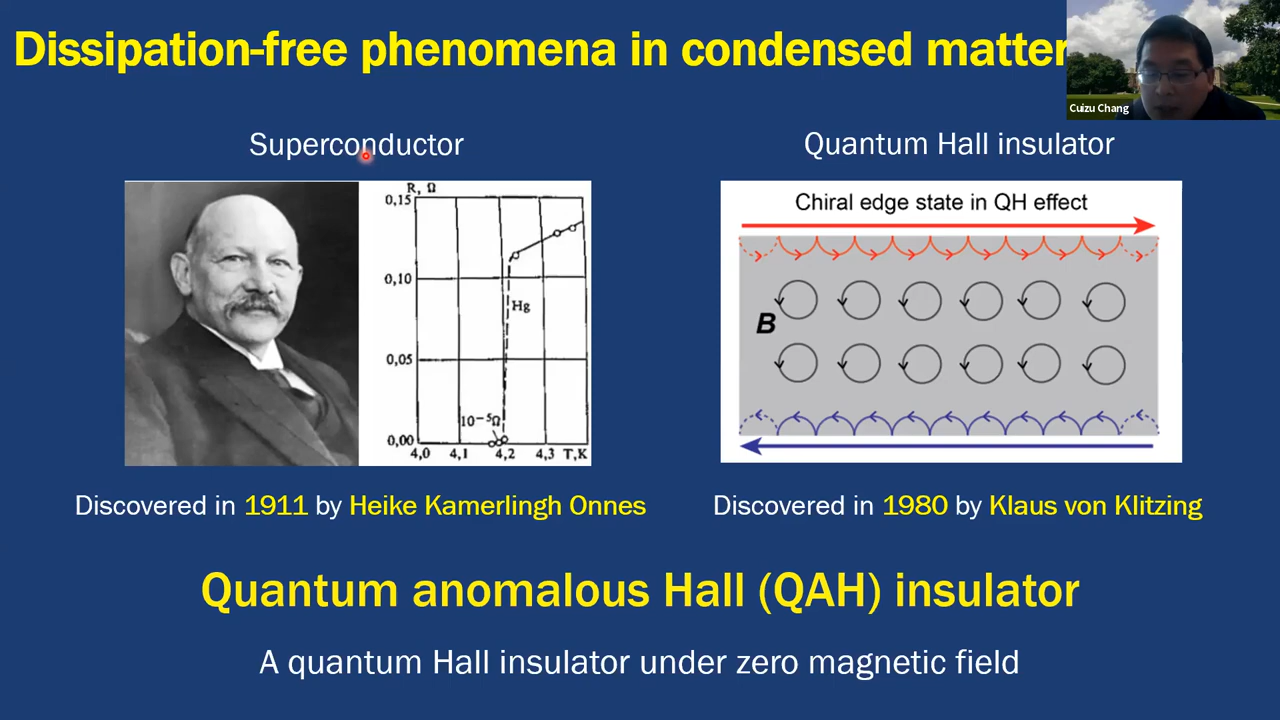 Dissipation-free phenomena in condensed matter
Cuizu Chang
Superconductor
Quantum Hall insulator
R, Ω
0,15
0,10
0,05
0,00
Hg
10⁻⁵Ω
4,0 4,1 4,2 4,3 T,K
Chiral edge state in QH effect
B
Discovered in 1911 by Heike Kamerlingh Onnes
Discovered in 1980 by Klaus von Klitzing
Quantum anomalous Hall (QAH) insulator
A quantum Hall insulator under zero magnetic field